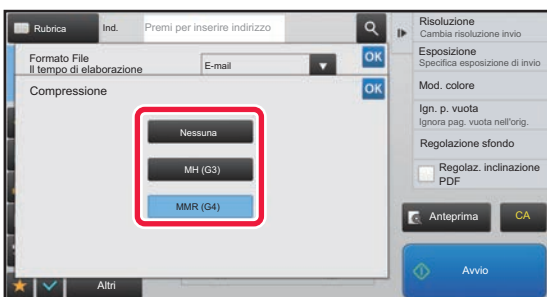 Rubrica
Ind.
Premi per inserire indirizzo
Formato File
Il tempo di elaborazione
E-mail
OK
Compressione
OK
Nessuna
MH (G3)
MMR (G4)
Altri
Risoluzione
Cambia risoluzione invio
Esposizione
Specifica esposizione di invio
Mod. colore
Ign. p. vuota
Ignora pag. vuota nell'orig.
Regolazione sfondo
Regolaz. inclinazione
PDF
Anteprima
CA
Avvio